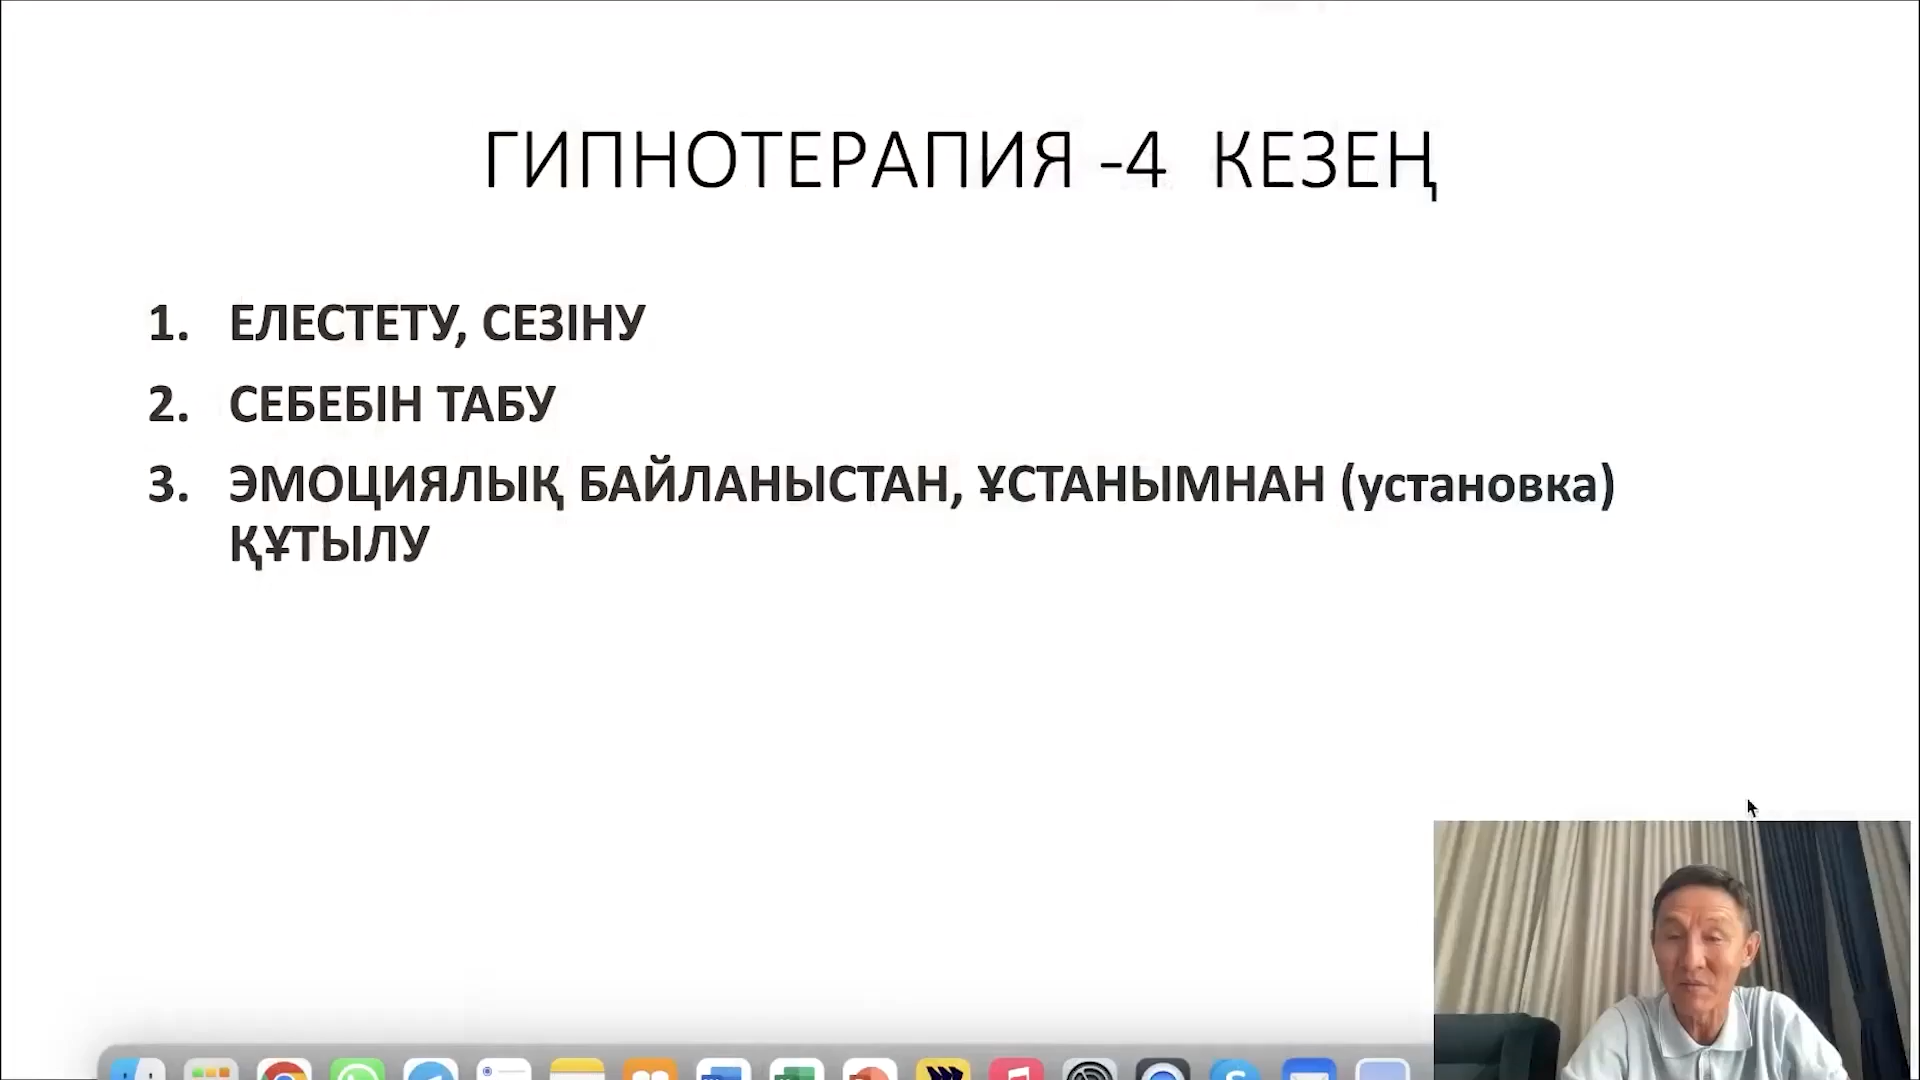 ГИПНОТЕРАПИЯ -4 КЕЗЕҢ
1. ЕЛЕСТЕТУ, СЕЗІНУ
2. СЕБЕБІН ТАБУ
3. ЭМОЦИЯЛЫҚ БАЙЛАНЫСТАН, ҰСТАНЫМНАН (установка)
ҚҰТЫЛУ